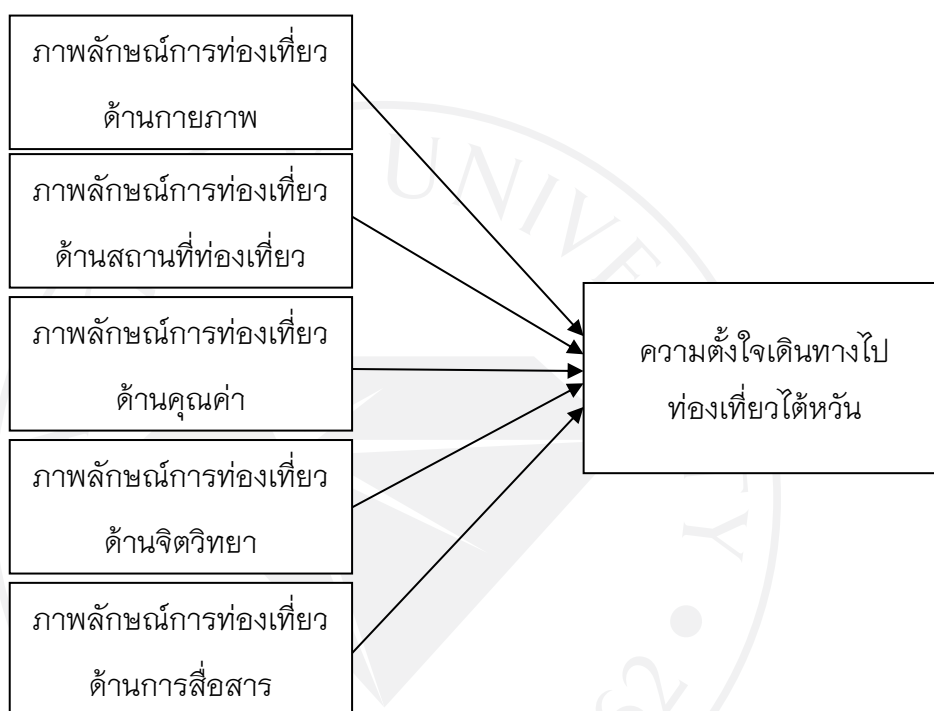 ภาพลักษณ์การท่องเที่ยว
ด้านกายภาพ
ภาพลักษณ์การท่องเที่ยว
ด้านสถานที่ท่องเที่ยว
ภาพลักษณ์การท่องเที่ยว
ด้านคุณค่า
ภาพลักษณ์การท่องเที่ยว
ด้านจิตวิทยา
ภาพลักษณ์การท่องเที่ยว
ด้านการสื่อสาร
ความตั้งใจเดินทางไป
ท่องเที่ยวไต้หวัน